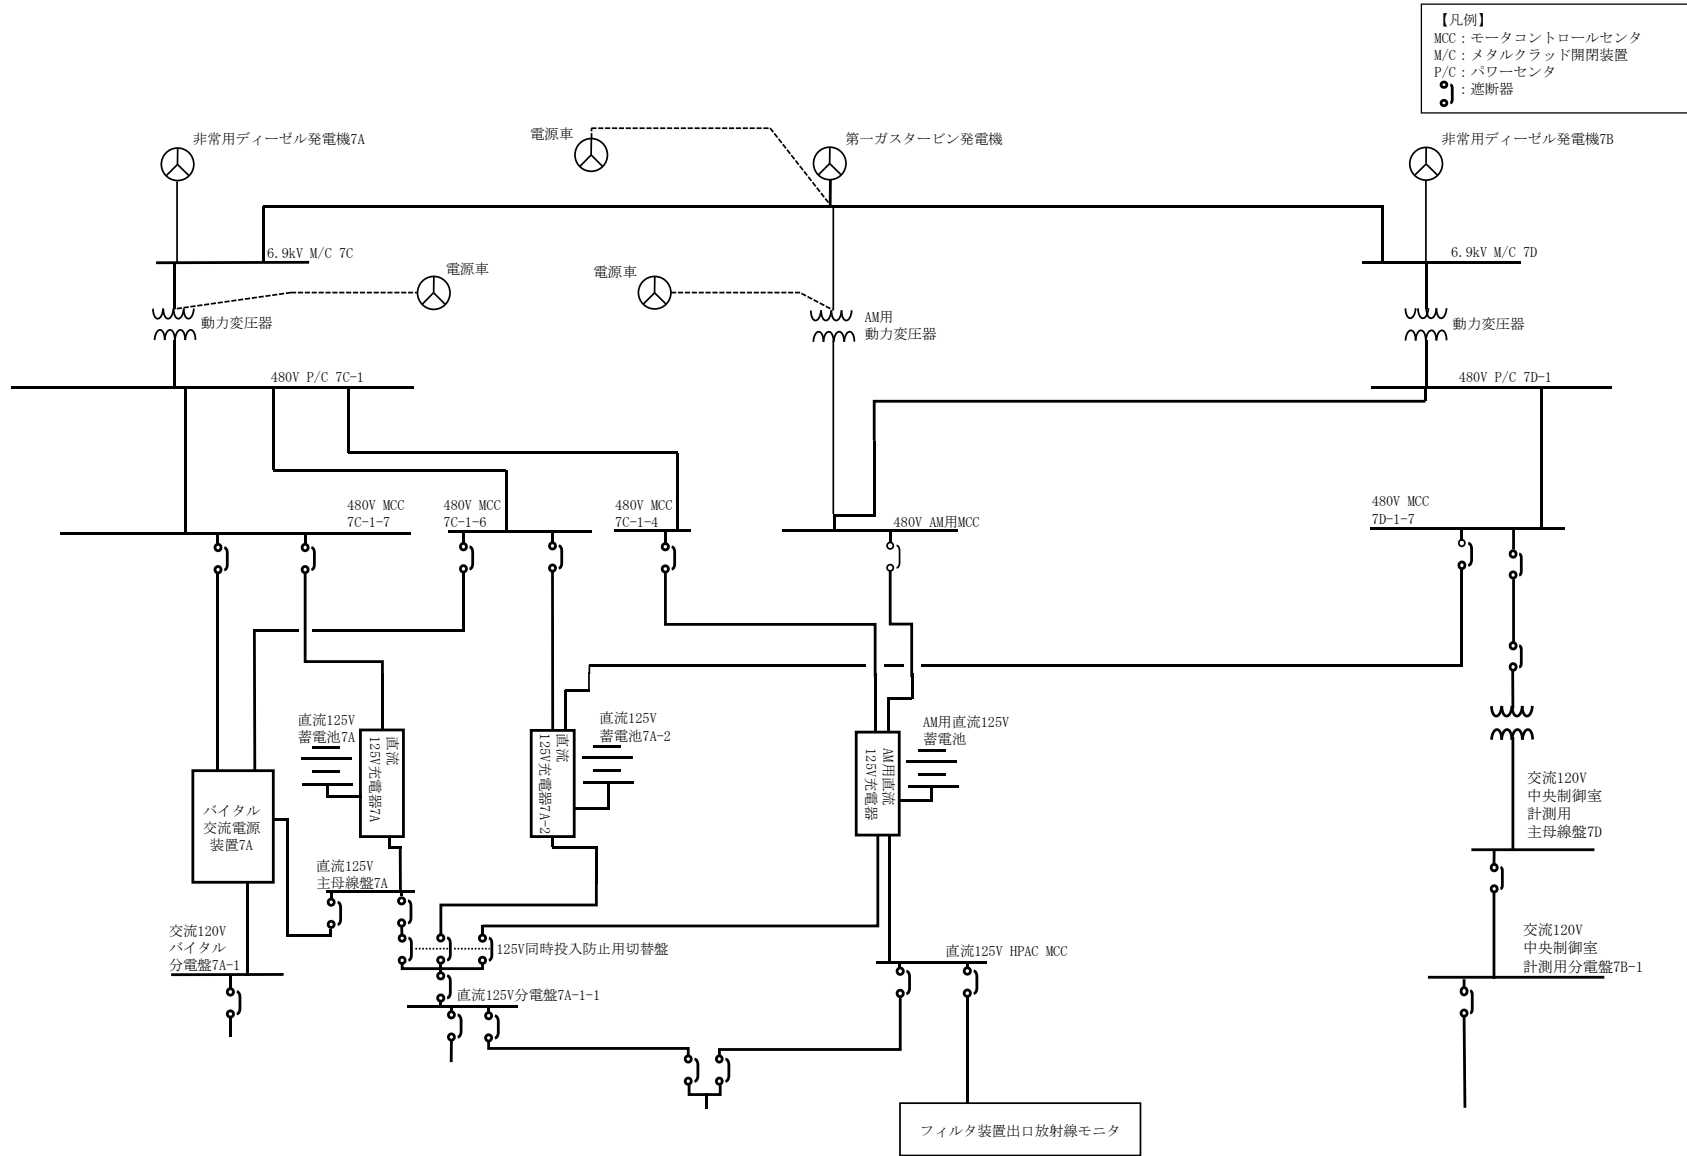 【凡例】
MCC：モータコントロールセンタ
M/C：メタルクラッド開閉装置
P/C：パワーセンタ
：遮断器
非常用ディーゼル発電機7A
電源車
第一ガスタービン発電機
非常用ディーゼル発電機7B
6.9kV M/C 7C
6.9kV M/C 7D
電源車
電源車
動力変圧器
AM用
動力変圧器
動力変圧器
480V P/C 7C-1
480V P/C 7D-1
480V MCC
7C-1-7
480V MCC
7C-1-6
480V MCC
7C-1-4
480V AM用MCC
480V MCC
7D-1-7
直流125V
蓄電池7A
直流
125V充電器7A
直流125V
蓄電池7A-2
直流
125V充電器7A-2
AM用直流125V
蓄電池
AM用直流
125V充電器
バイタル
交流電源
装置7A
交流120V
中央制御室
計測用
主母線盤7D
直流125V
主母線盤7A
交流120V
バイタル
分電盤7A-1
125V同時投入防止用切替盤
直流125V HPAC MCC
交流120V
中央制御室
計測用分電盤7B-1
直流125V分電盤7A-1-1
フィルタ装置出口放射線モニタ